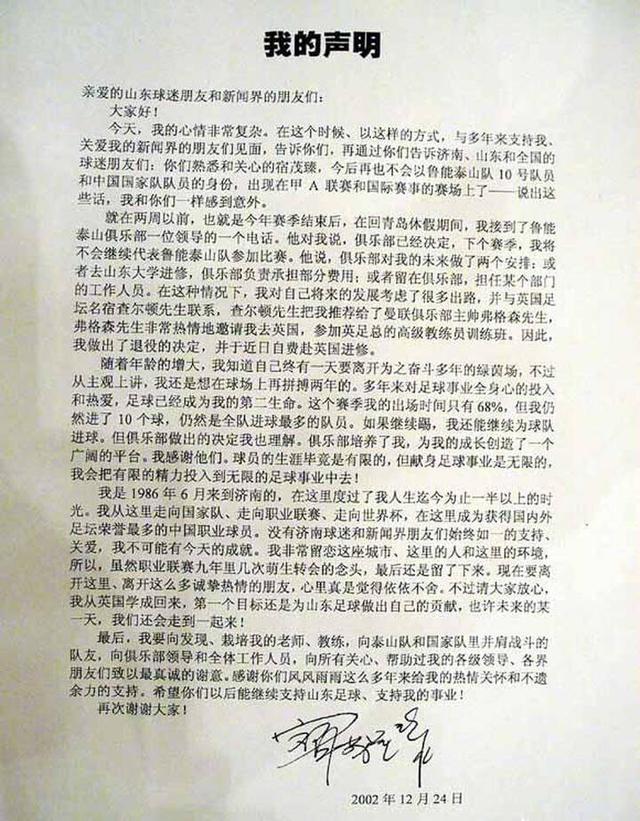 我的声明
亲爱的山东球迷朋友和新闻界的朋友们:
大家好!
今天,我的心情非常复杂。在这个时候、以这样的方式,与多年来支持我、
关爱我的新闻界的朋友们见面,告诉你们,再通过你们告诉济南、山东和全国的
球迷朋友们:你们熟悉和关心的宿茂臻,今后再也不会以鲁能泰山队 10 号队员
和中国国家队队员的身份,出现在甲 A 联赛和国际赛事的赛场上了——说出这
些话,我和你们一样感到意外。
就在两周以前,也就是今年赛季结束后,在回青岛休假期间,我接到了鲁能
泰山俱乐部一位领导的一个电话。他对我说,俱乐部已经决定,下个赛季,我将
不会继续代表鲁能泰山队参加比赛。俱乐部对我的未来做了两个安排:或
者去山东大学进修,俱乐部负责承担部分费用;或者留在俱乐部,担任某个部门
的工作人员。在这种情况下,我对自己将来的发展考虑了很多出路,并与英国足
坛名宿查尔顿先生联系,查尔顿先生把我推荐给了曼联俱乐部主帅弗格森先生,
弗格森先生非常热情地邀请我去英国,参加英足总的高级教练员训练班。因此,
我做出了退役的决定,并于近日自费赴英国进修。
随着年龄的增大,我知道自己终有一天要离开为之奋斗多年的绿茵场,不过
从主观上讲,我还是想在球场上再拼搏两年的。多年来对足球事业全身心的投入
和热爱,足球已经成为我的第二生命。这个赛季我的出场时间只有 68%,但我仍
然进了 10 个球,仍然是全队进球最多的队员。如果继续踢,我还能继续为球队
进球。但俱乐部做出的决定我也理解。俱乐部培养了我,为我的成长创造了一个
广阔的平台。我感谢他们。球员的生涯毕竟是有限的,但献身足球事业是无限的,
我会把有限的精力投入到无限的足球事业中去!
我是 1986 年 6 月来到济南的,在这里度过了我人生迄今为止一半以上的时
光。我从这里走向国家队、走向职业联赛、走向世界杯,在这里成为获得国内外
足坛荣誉最多的中国职业球员。没有济南球迷和新闻界朋友们始终如一的支持、
关爱,我不可能有今天的成就。我非常留恋这座城市、这里的人和这里的环境,
所以,虽然职业联赛九年里几次萌生转会的念头,最后还是留了下来。现在要离
开这里、离开这么多诚挚热情的朋友,心里真是觉得依依不舍。不过请大家放心,
我从英国学成回来,第一个目标还是为山东足球做出自己的贡献,也许未来的某
一天,我们还会走到一起来!
最后,我要向发现、栽培我的老师、教练,向泰山队和国家队里并肩战斗的
队友,向俱乐部领导和全体工作人员,向所有关心、帮助过我的各级领导、各界
朋友们致以最真诚的谢意。感谢你们风风雨雨这么多年来给我的热情关怀和不遗
余力的支持。希望你们以后能继续支持山东足球、支持我的事业!
再次谢谢大家!
2002 年 12 月 24 日